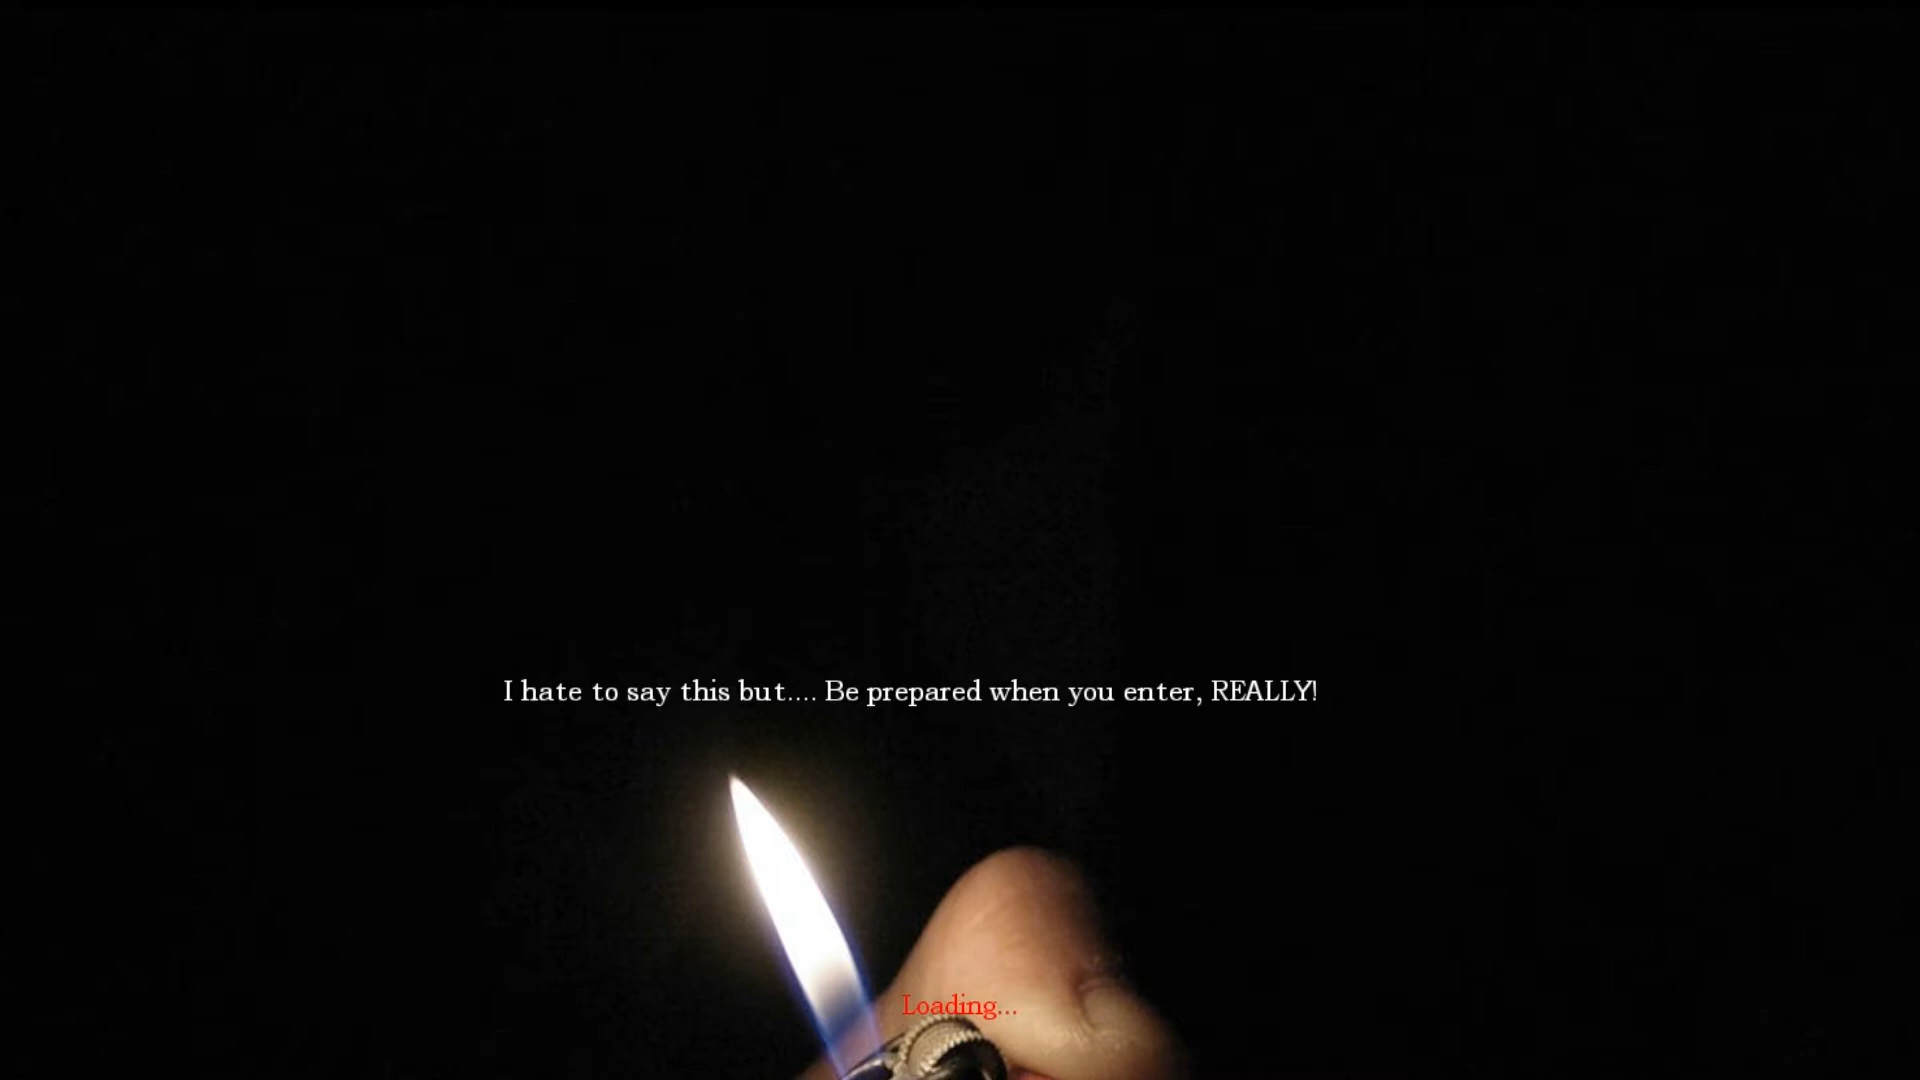 I hate to say this but.... Be prepared when you enter, REALLY!
Loading...